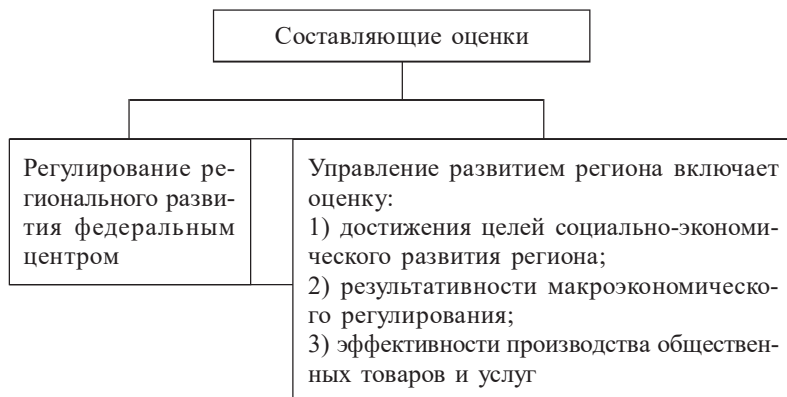 Составляющие оценки
Регулирование ре-
гионального разви-
тия федеральным
центром
Управление развитием региона включает
оценку:
1) достижения целей социально-экономи-
ческого развития региона;
2) результативности макроэкономическо-
го регулирования;
3) эффективности производства обществен-
ных товаров и услуг